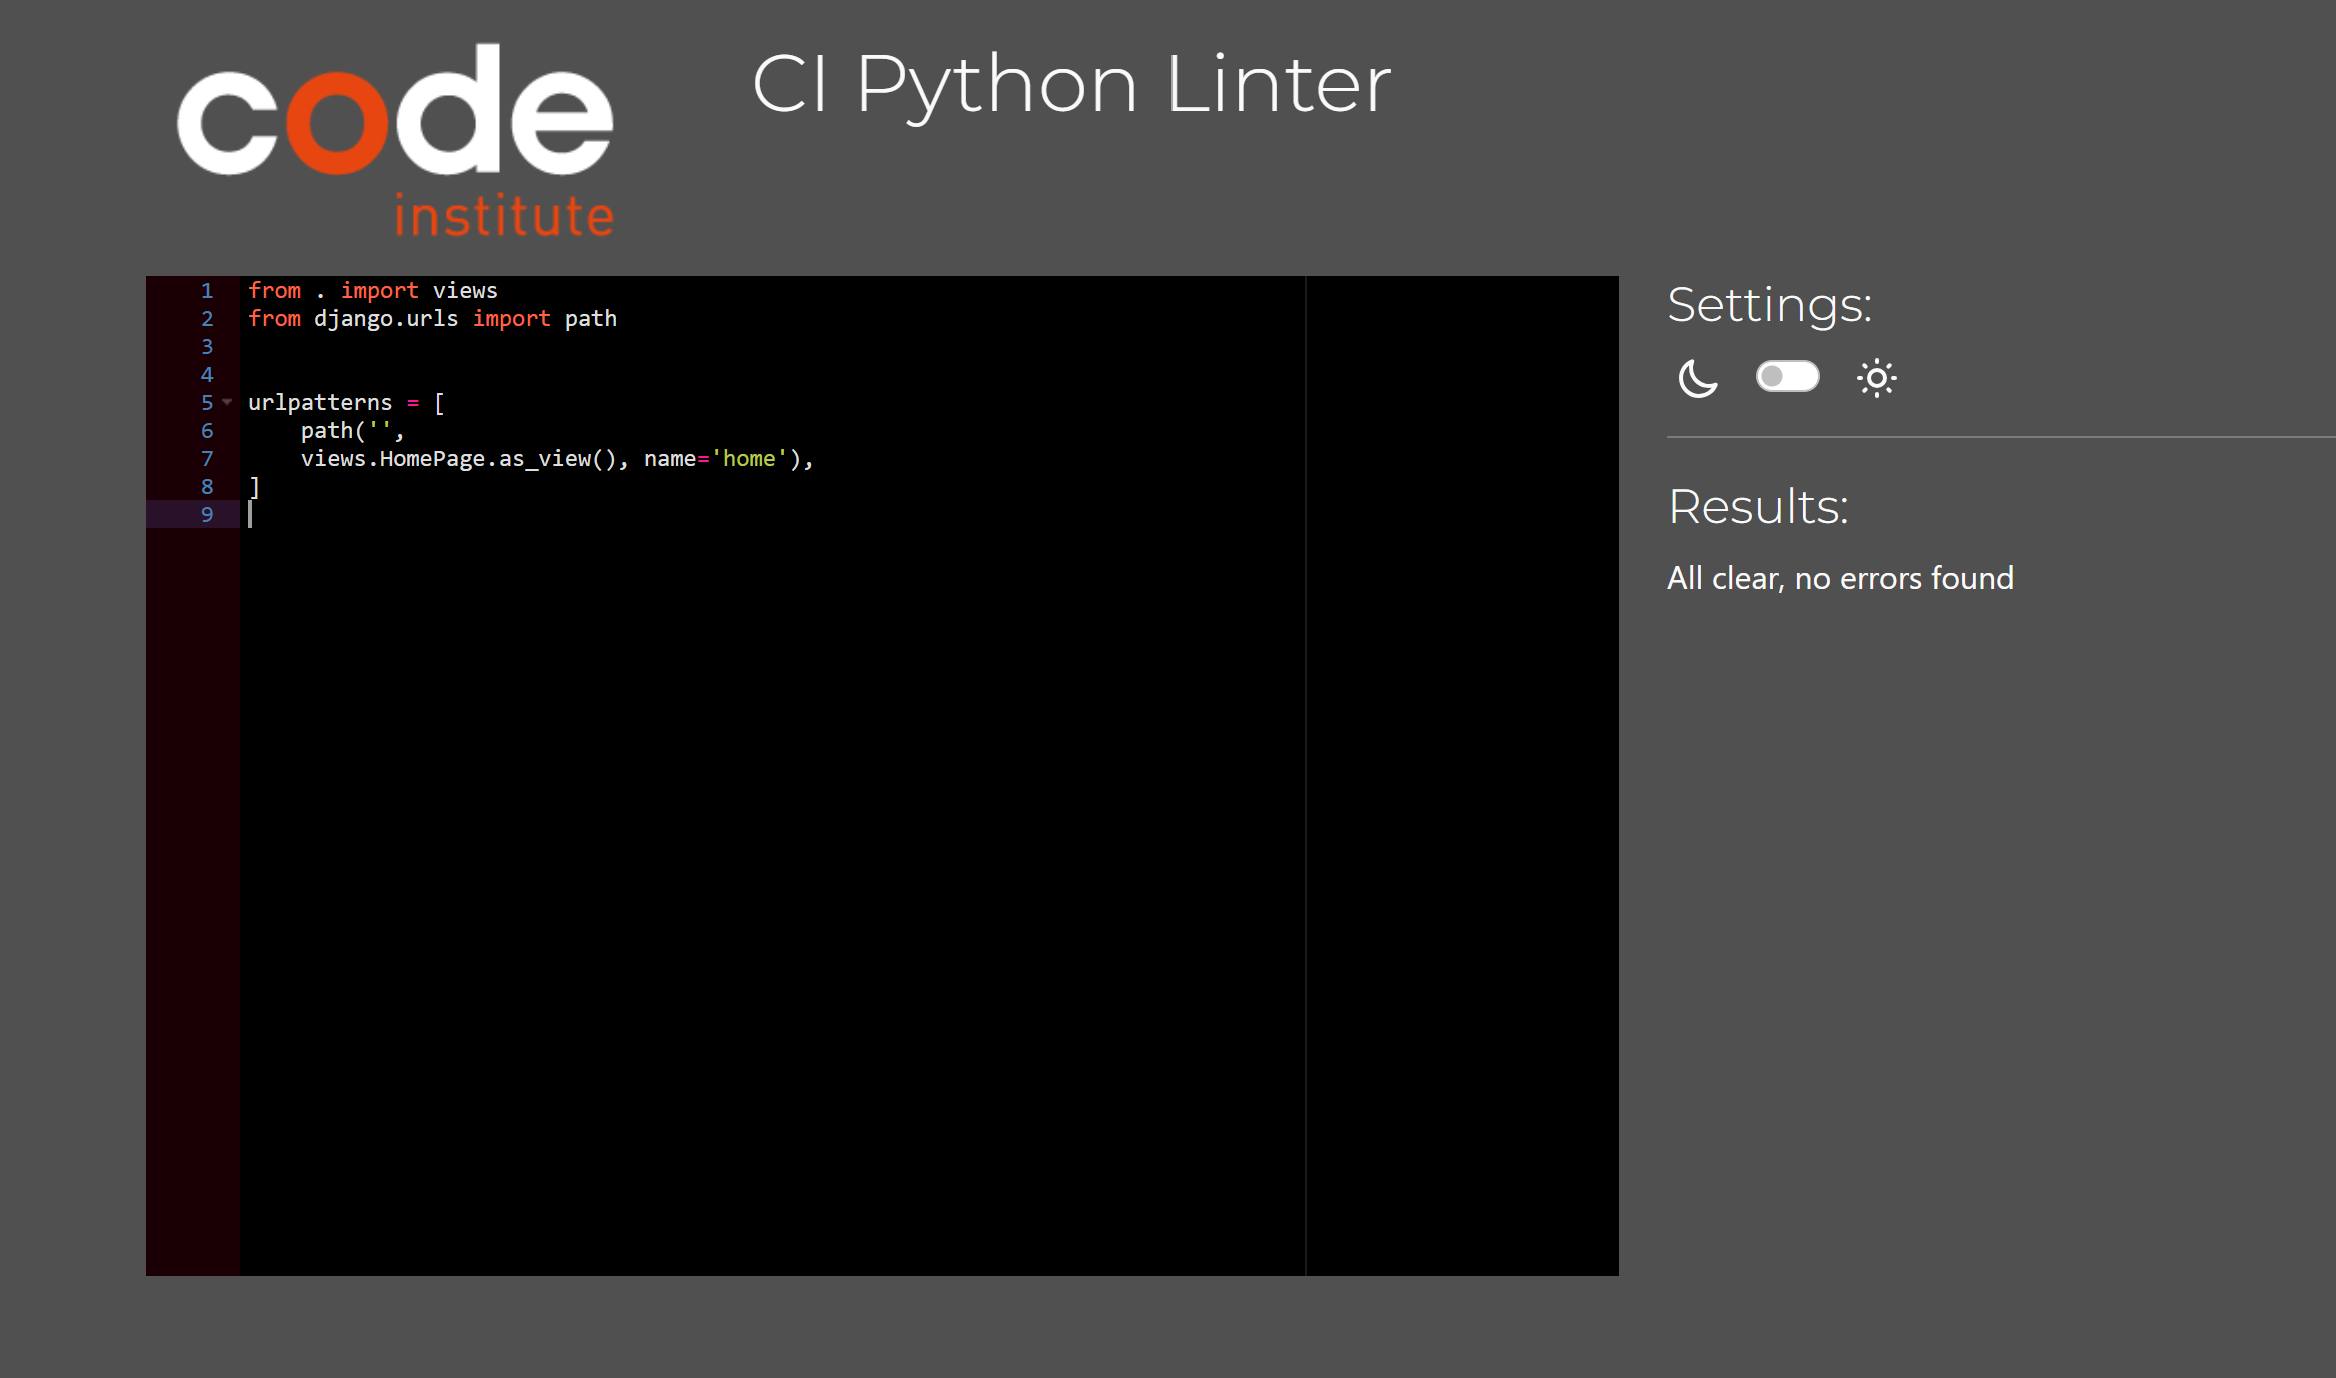 code
institute
CI Python Linter
1 from . import views
2 from django.urls import path
3
4
5 urlpatterns = [
6     path('',
7     views.HomePage.as_view(), name='home'),
8 ]
9
Settings:
Results:
All clear, no errors found